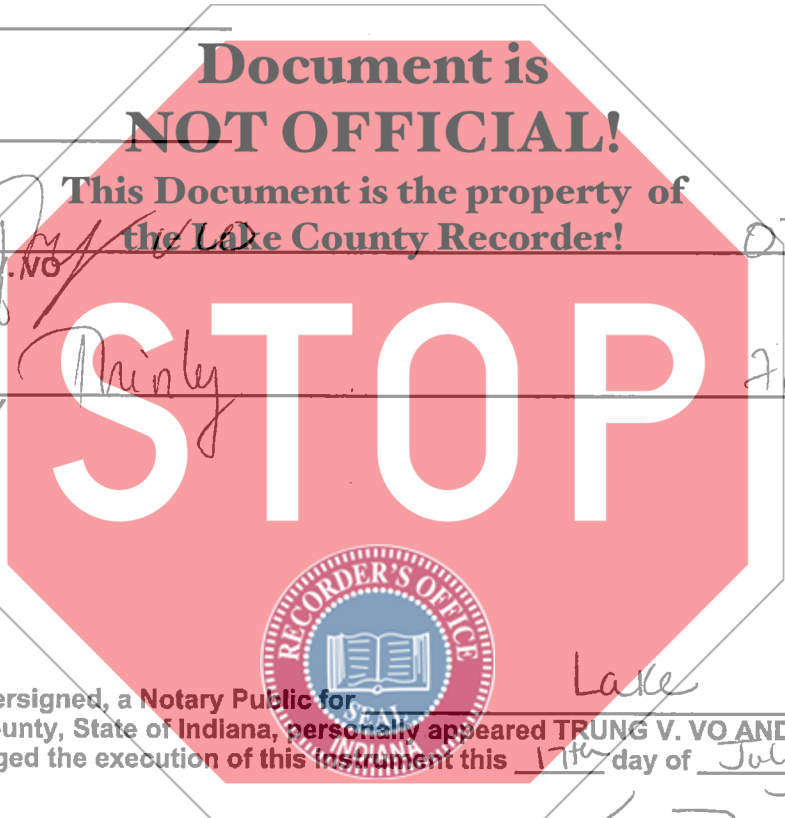 Document is
NOT OFFICIAL!
This Document is the property of
the Lake County Recorder!
Vo
. VO
Thinly
STOP
RECORDER'S OFFICE
SEAL
INDIANA
Lake
ersigned, a Notary Public for
unty, State of Indiana, personally appeared TRUNG V. VO AND
ged the execution of this instrument this 17th day of July